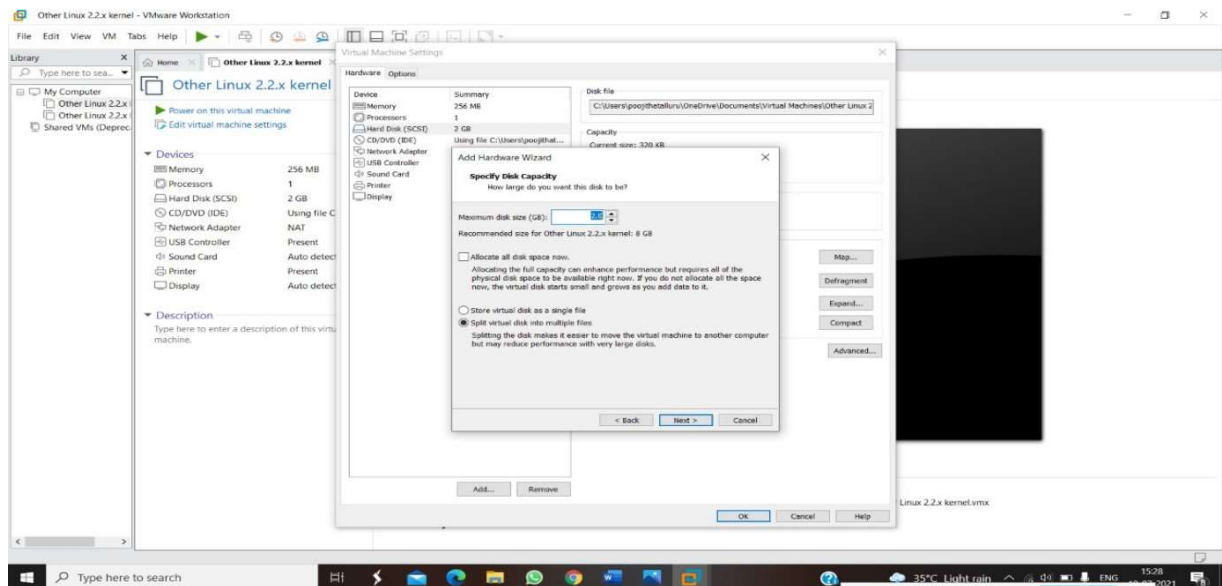 Other Linux 2.2.x kernel - VMware Workstation
File Edit View VM Tabs Help
Library
Type here to sea...
My Computer
Other Linux 2.2.x
Other Linux 2.2.x
Shared VMs (Deprec
Home
Other Linux 2.2.x kernel
Other Linux 2.2.x kernel
Power on this virtual machine
Edit virtual machine settings
Devices
Memory 256 MB
Processors 1
Hard Disk (SCSI) 2 GB
CD/DVD (IDE) Using file C
Network Adapter NAT
USB Controller Present
Sound Card Auto detect
Printer Present
Display Auto detect
Description
Type here to enter a description of this virtu
machine.
Virtual Machine Settings
Hardware Options
Device Summary
Memory 256 MB
Processors 1
Hard Disk (SCSI) 2 GB
CD/DVD (IDE) Using file C:\Users\poojithat...
Network Adapter
USB Controller
Sound Card
Printer
Display
Disk file
C:\Users\poojithatalluru\OneDrive\Documents\Virtual Machines\Other Linux 2
Capacity
Current size: 320 KB
Add Hardware Wizard
Specify Disk Capacity
How large do you want this disk to be?
Maximum disk size (GB): 2.0
Recommended size for Other Linux 2.2.x kernel: 8 GB
Allocate all disk space now.
Allocating the full capacity can enhance performance but requires all of the
physical disk space to be available right now. If you do not allocate all the space
now, the virtual disk starts small and grows as you add data to it.
Store virtual disk as a single file
Split virtual disk into multiple files
Splitting the disk makes it easier to move the virtual machine to another computer
but may reduce performance with very large disks.
< Back Next > Cancel
Map...
Defragment
Expand...
Compact
Advanced...
Add... Remove
OK Cancel Help
Linux 2.2.x kernel.vmx
Type here to search
35°C Light rain
ENG
15:28